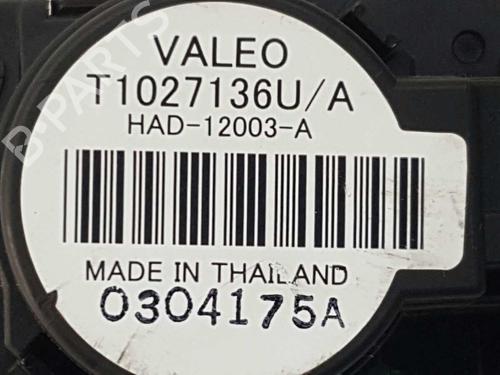 VALEO
T1027136U/A
HAD-12003-A
MADE IN THAILAND
0304175A
B-PARTS